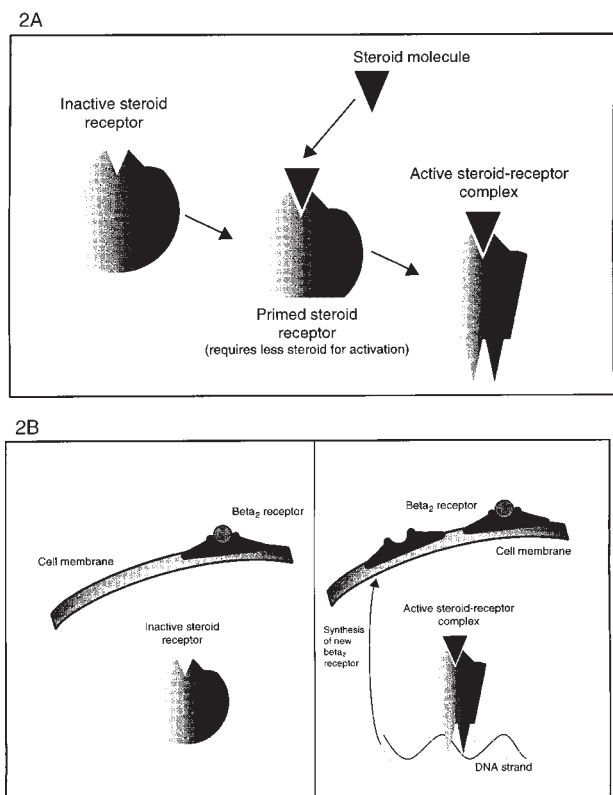 2A
Steroid molecule
Inactive steroid
receptor
Active steroid-receptor
complex
Primed steroid
receptor
(requires less steroid for activation)
2B
Beta₂ receptor
Cell membrane
Inactive steroid
receptor
Beta₂ receptor
Cell membrane
Active steroid-receptor
complex
Synthesis
of new
beta₂
receptor
DNA strand